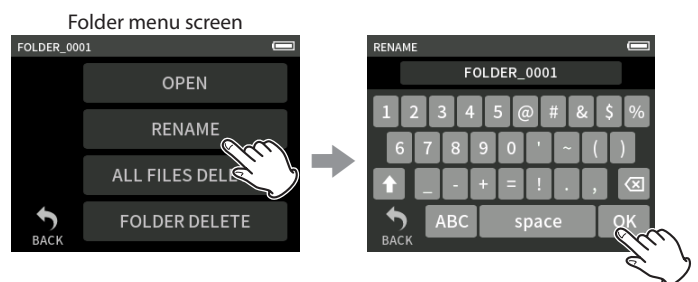 Folder menu screen
FOLDER_0001
OPEN
RENAME
ALL FILES DEL
FOLDER DELETE
BACK
RENAME
FOLDER_0001
1 2 3 4 5 @ # & $ %
6 7 8 9 0 ' ~ ( )
_ - + = ! . ,
BACK ABC space OK